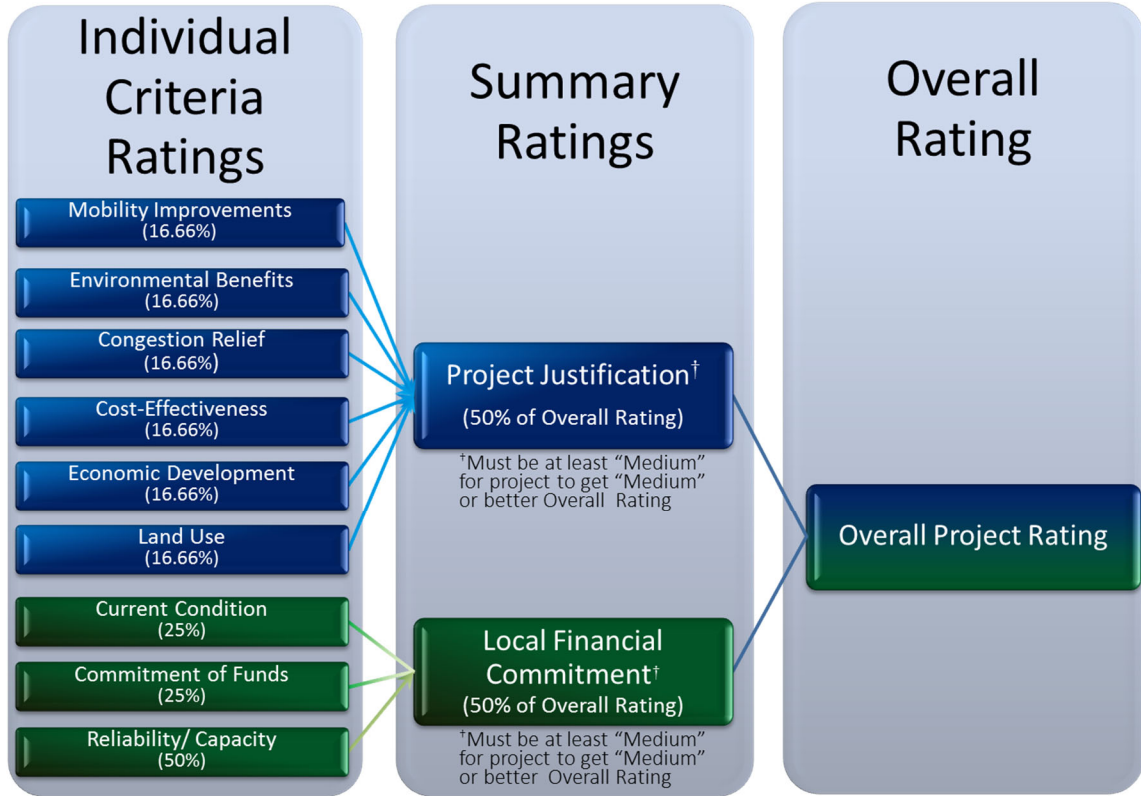 Individual
Criteria
Ratings
Mobility Improvements
(16.66%)
Environmental Benefits
(16.66%)
Congestion Relief
(16.66%)
Cost-Effectiveness
(16.66%)
Economic Development
(16.66%)
Land Use
(16.66%)
Current Condition
(25%)
Commitment of Funds
(25%)
Reliability/ Capacity
(50%)
Summary
Ratings
Project Justification†
(50% of Overall Rating)
†Must be at least “Medium”
for project to get “Medium”
or better Overall Rating
Local Financial
Commitment†
(50% of Overall Rating)
†Must be at least “Medium”
for project to get “Medium”
or better Overall Rating
Overall
Rating
Overall Project Rating